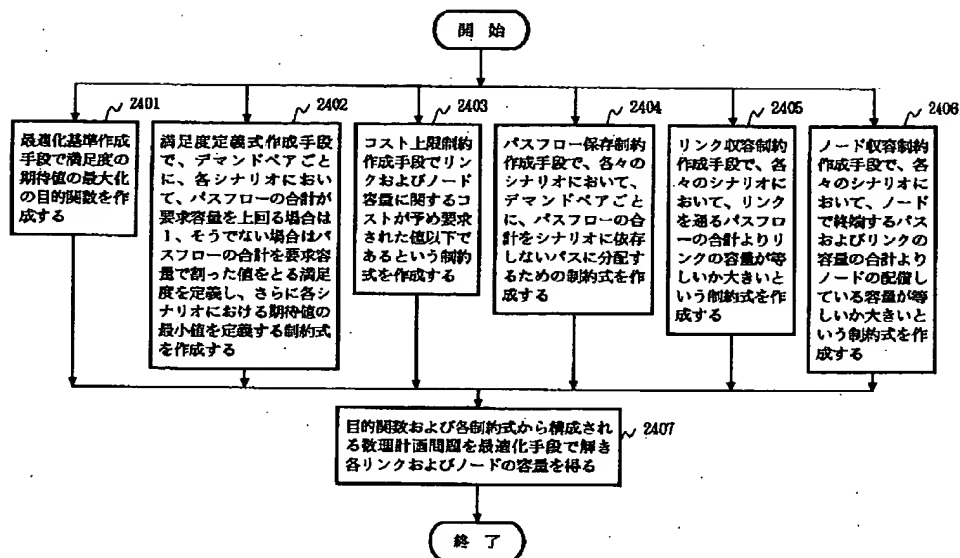 開始
2401
最適化基準作成
手段で満足度の
期待値の最大化
の目的関数を作
成する
2402
満足度定義式作成手段
で、デマンドペアごと
に、各シナリオにおい
て、パスフローの合計が
要求容量を上回る場合は
1、そうでない場合はパス
フローの合計を要求容
量で割った値をとる満足
度を定義し、さらに各シ
ナリオにおける期待値の
最小値を定義する制約式
を作成する
2403
コスト上限制約
作成手段でリン
クおよびノード
容量に関するコ
ストが予め要求
された値以下で
あるという制約
式を作成する
2404
パスフロー保存制約
作成手段で、各々の
シナリオにおいて、
デマンドペアごと
に、パスフローの合
計をシナリオに依存
しないパスに分配す
るための制約式を作
成する
2405
リンク収容制約
作成手段で、各
々のシナリオに
おいて、リンク
を通るパスフロ
ーの合計よりリ
ンクの容量が等
しいか大きいと
いう制約式を作
成する
2406
ノード収容制約
作成手段で、各
々のシナリオに
おいて、ノード
で終端するパス
およびリンクの
容量の合計より
ノードの配備し
ている容量が等
しいか大きいと
いう制約式を作
成する
2407
目的関数および各制約式から構成され
る数理計画問題を最適化手段で解き
各リンクおよびノードの容量を得る
終了